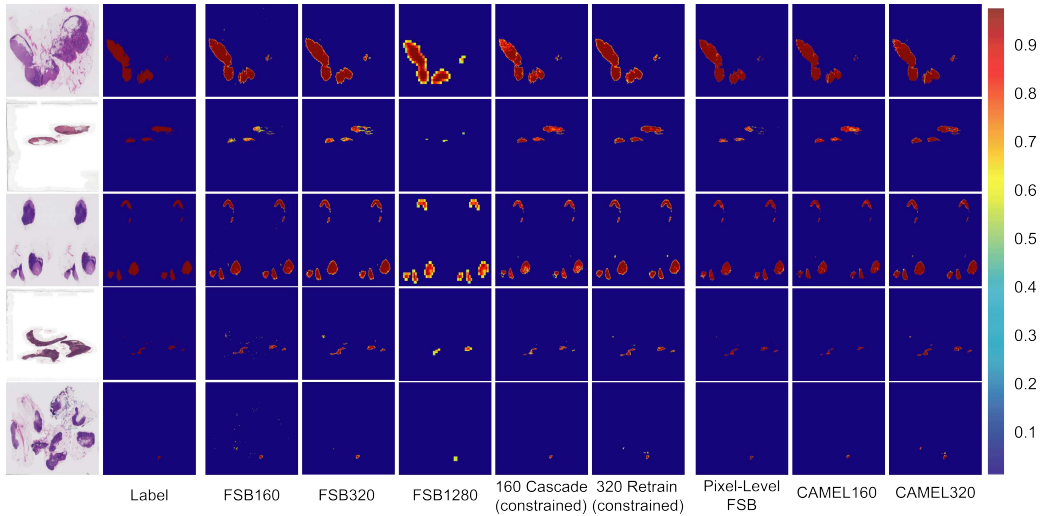 0.9
0.8
0.7
0.6
0.5
0.4
0.3
0.2
0.1
Label
FSB160
FSB320
FSB1280
160 Cascade
(constrained)
320 Retrain
(constrained)
Pixel-Level
FSB
CAMEL160
CAMEL320